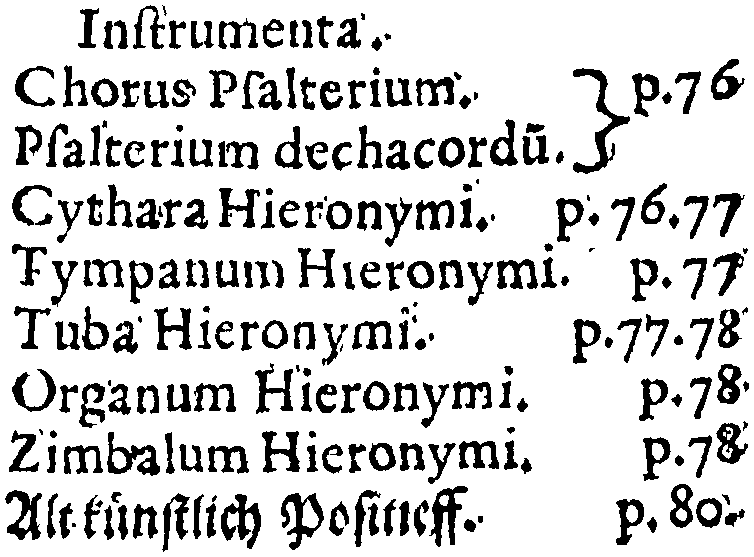 Inſtrumenta.
Chorus Pſalterium. } p.76
Pſalterium dechacordũ.
Cythara Hieronymi. p. 76.77
Tympanum Hieronymi. p. 77
Tuba Hieronymi. p.77.78
Organum Hieronymi. p.78
Zimbalum Hieronymi. p.78
Alt künſtlich Poſitieff. p. 80.